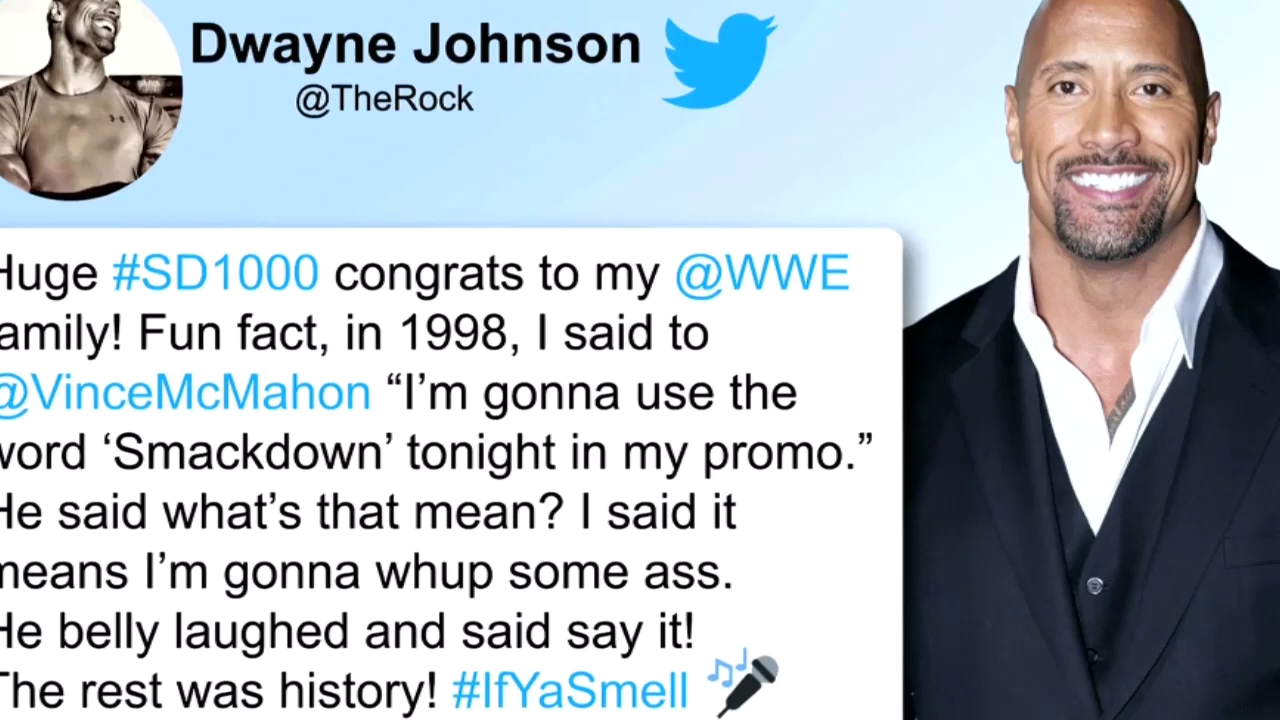 Dwayne Johnson
@TheRock
Huge #SD1000 congrats to my @WWE
family! Fun fact, in 1998, I said to
@VinceMcMahon “I’m gonna use the
word ‘Smackdown’ tonight in my promo.”
He said what’s that mean? I said it
means I’m gonna whup some ass.
He belly laughed and said say it!
The rest was history! #IfYaSmell